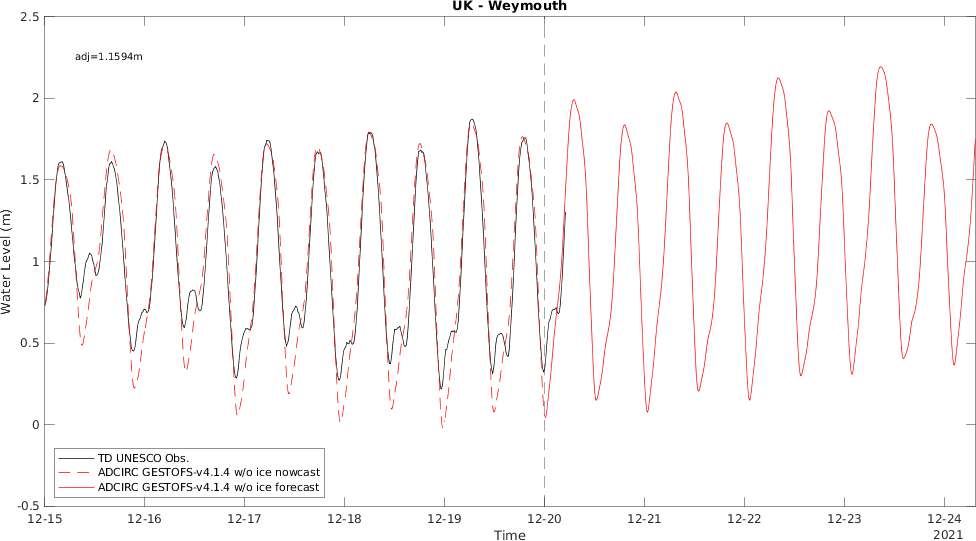 UK - Weymouth
2.5
adj=1.1594m
2
1.5
1
0.5
0
-0.5
Water Level (m)
TD UNESCO Obs.
ADCIRC GESTOFS-v4.1.4 w/o ice nowcast
ADCIRC GESTOFS-v4.1.4 w/o ice forecast
12-15 12-16 12-17 12-18 12-19 12-20 12-21 12-22 12-23 12-24
Time
2021